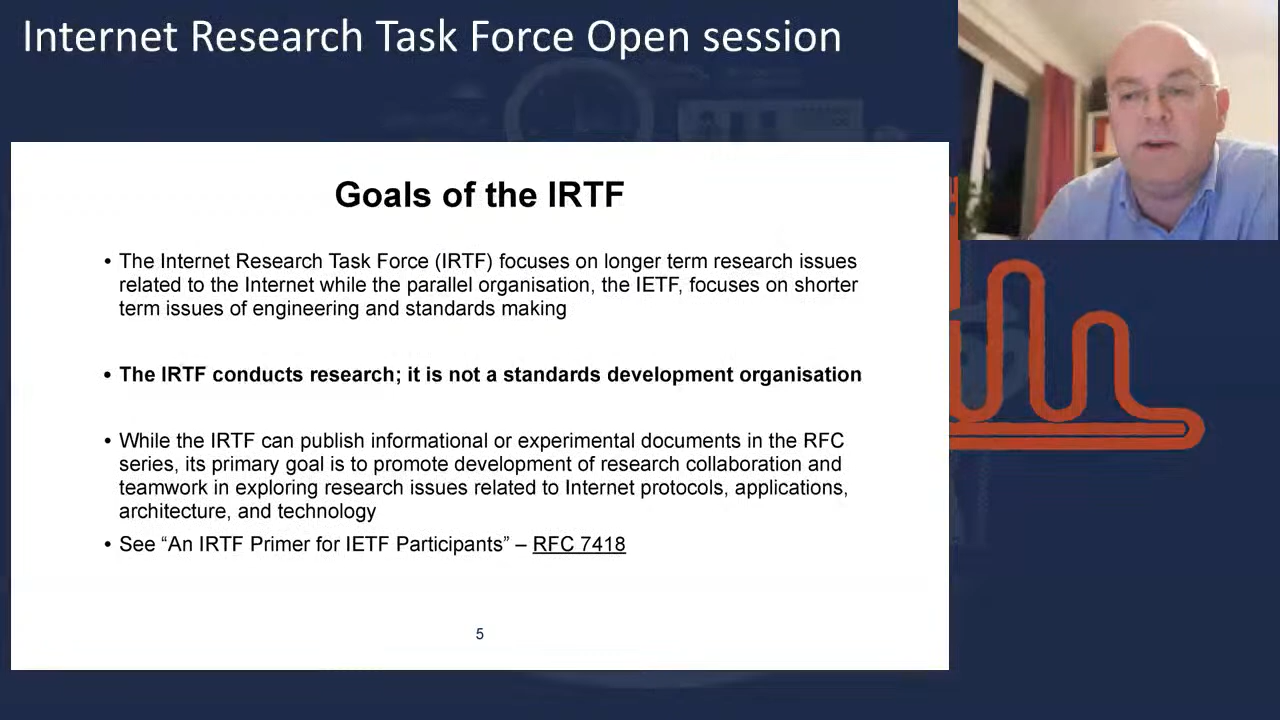 Internet Research Task Force Open session
Goals of the IRTF
• The Internet Research Task Force (IRTF) focuses on longer term research issues
related to the Internet while the parallel organisation, the IETF, focuses on shorter
term issues of engineering and standards making
• The IRTF conducts research; it is not a standards development organisation
• While the IRTF can publish informational or experimental documents in the RFC
series, its primary goal is to promote development of research collaboration and
teamwork in exploring research issues related to Internet protocols, applications,
architecture, and technology
• See “An IRTF Primer for IETF Participants” – RFC 7418
5